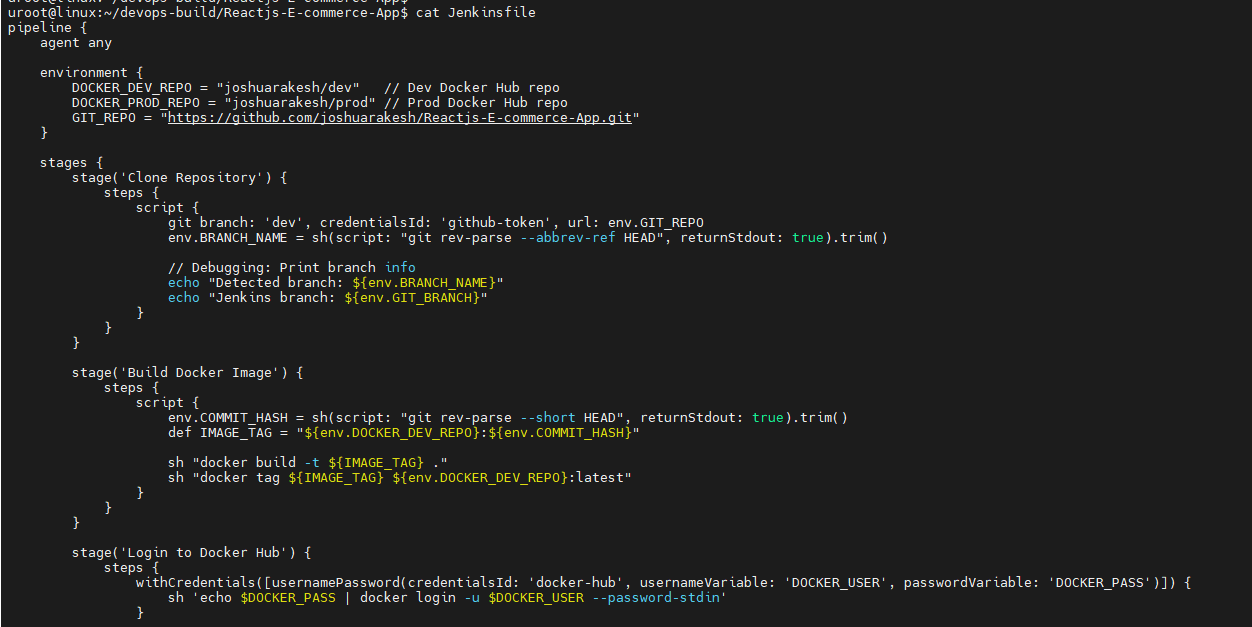 uroot@linux:~/devops-build/Reactjs-E-commerce-App$
uroot@linux:~/devops-build/Reactjs-E-commerce-App$ cat Jenkinsfile
pipeline {
    agent any

    environment {
        DOCKER_DEV_REPO = "joshuarakesh/dev"   // Dev Docker Hub repo
        DOCKER_PROD_REPO = "joshuarakesh/prod" // Prod Docker Hub repo
        GIT_REPO = "https://github.com/joshuarakesh/Reactjs-E-commerce-App.git"
    }

    stages {
        stage('Clone Repository') {
            steps {
                script {
                    git branch: 'dev', credentialsId: 'github-token', url: env.GIT_REPO
                    env.BRANCH_NAME = sh(script: "git rev-parse --abbrev-ref HEAD", returnStdout: true).trim()

                    // Debugging: Print branch info
                    echo "Detected branch: ${env.BRANCH_NAME}"
                    echo "Jenkins branch: ${env.GIT_BRANCH}"
                }
            }
        }

        stage('Build Docker Image') {
            steps {
                script {
                    env.COMMIT_HASH = sh(script: "git rev-parse --short HEAD", returnStdout: true).trim()
                    def IMAGE_TAG = "${env.DOCKER_DEV_REPO}:${env.COMMIT_HASH}"

                    sh "docker build -t ${IMAGE_TAG} ."
                    sh "docker tag ${IMAGE_TAG} ${env.DOCKER_DEV_REPO}:latest"
                }
            }
        }

        stage('Login to Docker Hub') {
            steps {
                withCredentials([usernamePassword(credentialsId: 'docker-hub', usernameVariable: 'DOCKER_USER', passwordVariable: 'DOCKER_PASS')]) {
                    sh 'echo $DOCKER_PASS | docker login -u $DOCKER_USER --password-stdin'
                }